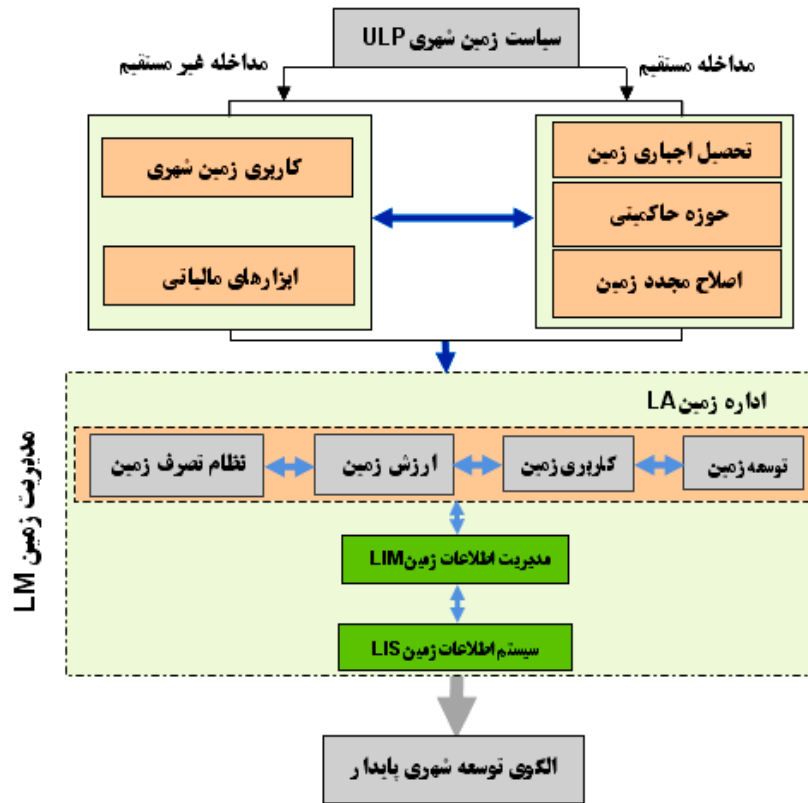 سیاست زمین شهری ULP
مداخله مستقیم
مداخله غیر مستقیم
تحصیل اجباری زمین
حوزه حاکمیتی
اصلاح مجدد زمین
کاربری زمین شهری
ابزارهای مالیاتی
مدیریت زمین LM
اداره زمین LA
توسعه زمین
کاربری زمین
ارزش زمین
نظام تصرف زمین
مدیریت اطلاعات زمین LIM
سیستم اطلاعات زمین LIS
الگوی توسعه شهری پایدار